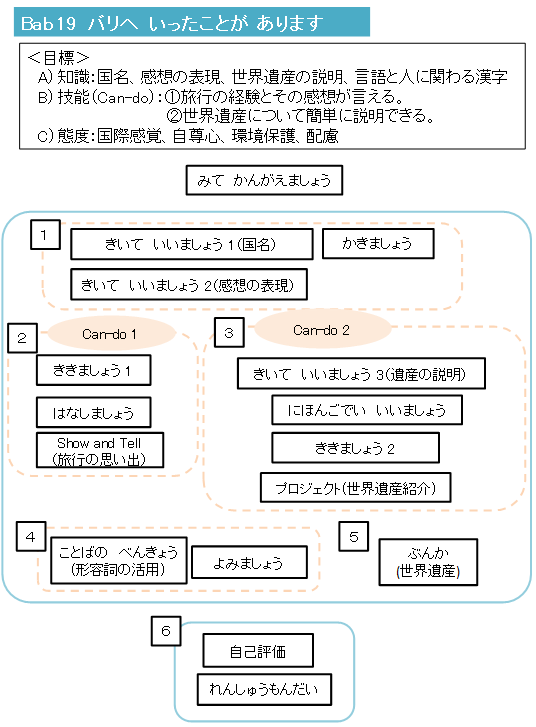 Bab19 バリへ いったことが あります
＜目標＞
A）知識：国名、感想の表現、世界遺産の説明、言語と人に関わる漢字
B）技能（Can-do）：①旅行の経験とその感想が言える。
②世界遺産について簡単に説明できる。
C）態度：国際感覚、自尊心、環境保護、配慮
みて かんがえましょう
1
きいて いいましょう1（国名）
かきましょう
きいて いいましょう2（感想の表現）
2
Can-do 1
ききましょう1
はなしましょう
Show and Tell
（旅行の思い出）
3
Can-do 2
きいて いいましょう3（遺産の説明）
にほんごでい いいましょう
ききましょう2
プロジェクト（世界遺産紹介）
4
ことばの べんきょう
（形容詞の活用）
よみましょう
5
ぶんか
(世界遺産)
6
自己評価
れんしゅうもんだい